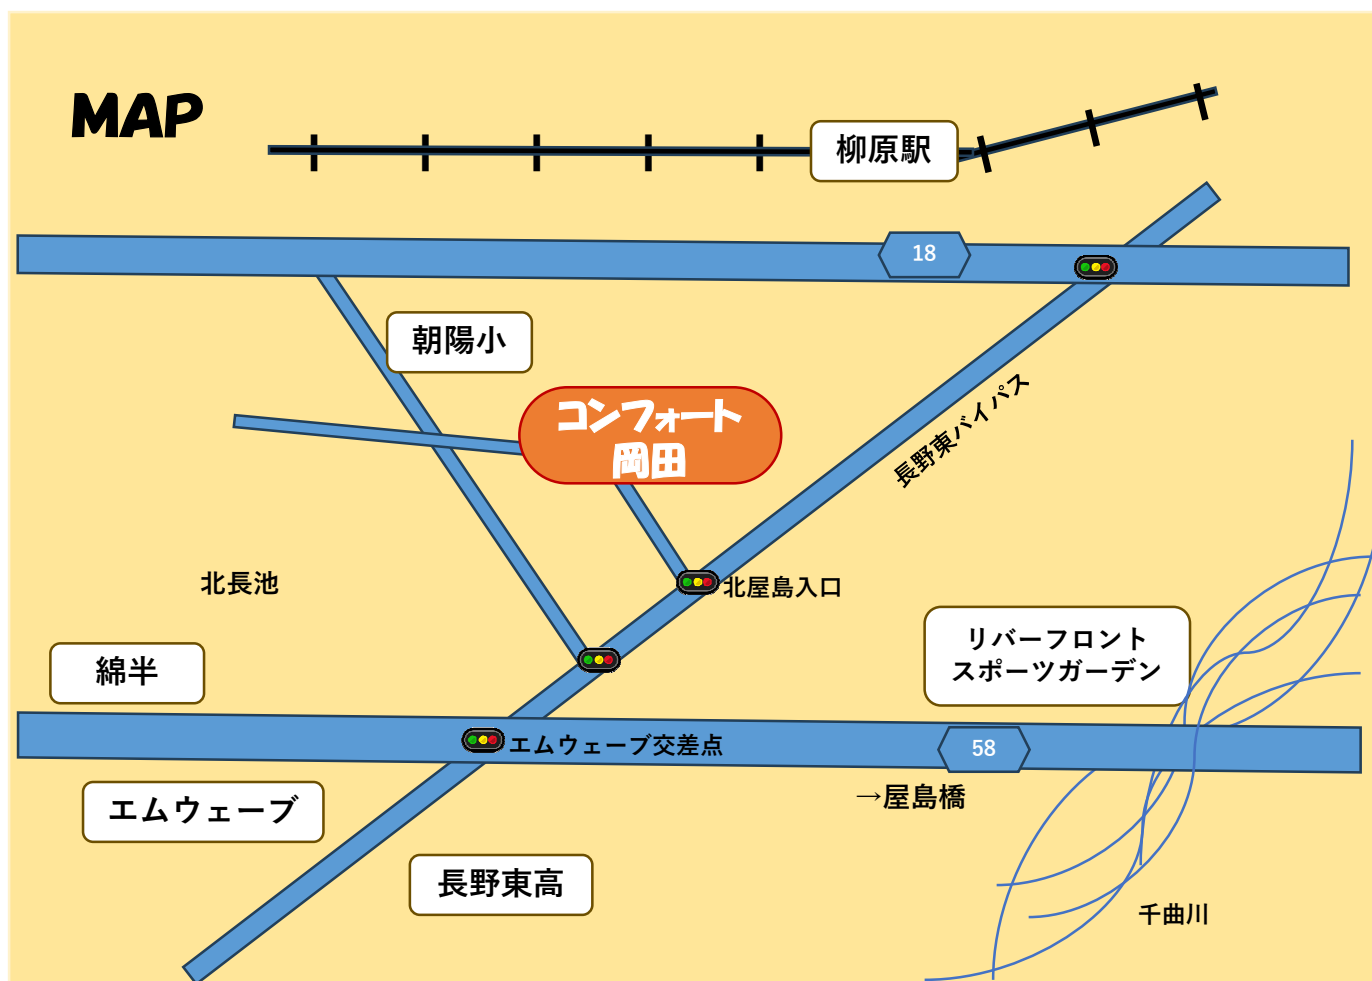 MAP
柳原駅
18
朝陽小
コンフォート
岡田
長野東バイパス
北長池
北屋島入口
リバーフロント
スポーツガーデン
綿半
エムウェーブ交差点
58
エムウェーブ
→屋島橋
長野東高
千曲川